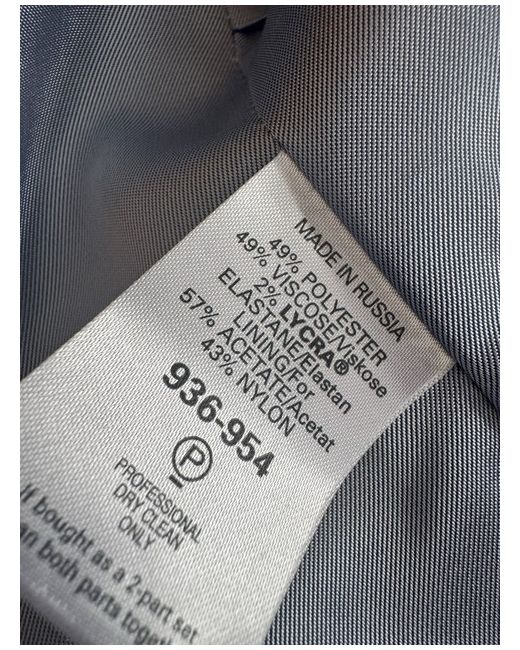 MADE IN RUSSIA
49% POLYESTER
49% VISCOSE/Viskose
2% LYCRA®
ELASTANE/Elastan
LINING/For
57% ACETATE/Acetat
43% NYLON
936-954
P
PROFESSIONAL
DRY CLEAN
ONLY
If bought as a 2-part set
both parts